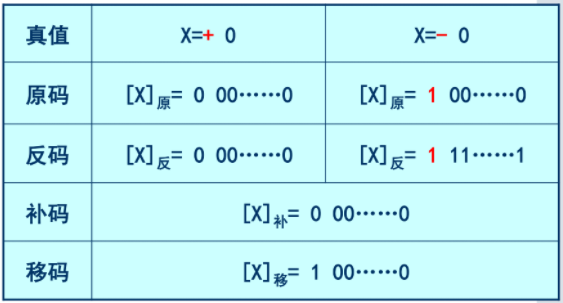 真值 X=+ 0 X=- 0
原码 [X]原= 0 00……0 [X]原= 1 00……0
反码 [X]反= 0 00……0 [X]反= 1 11……1
补码 [X]补= 0 00……0
移码 [X]移= 1 00……0